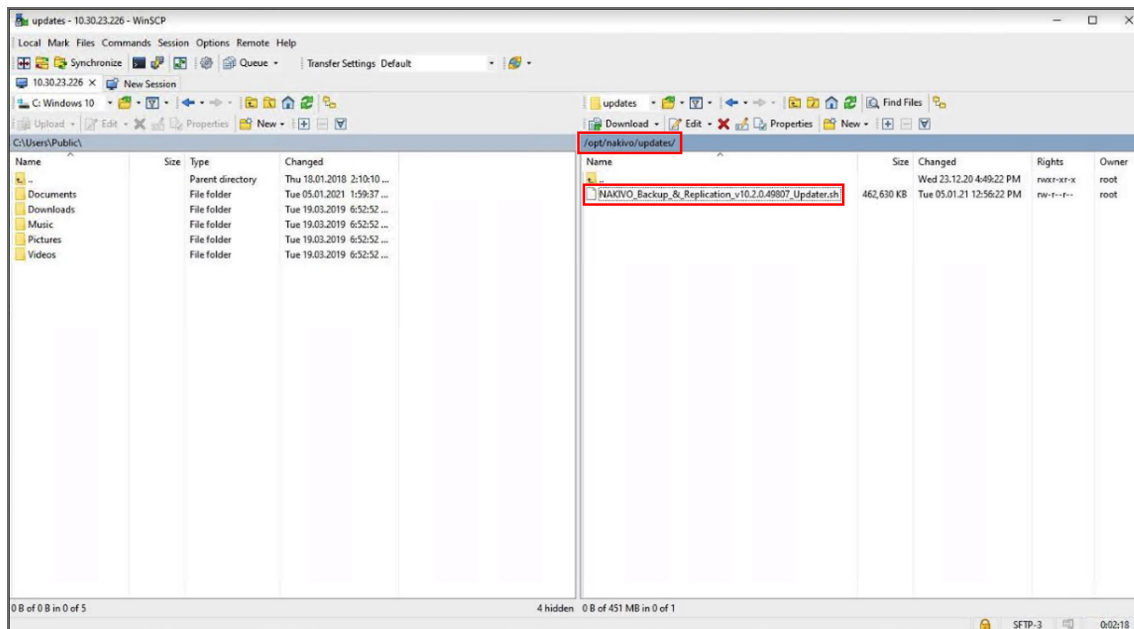 updates - 10.30.23.226 - WinSCP
Local Mark Files Commands Session Options Remote Help
Synchronize Queue Transfer Settings Default
10.30.23.226 × New Session
C: Windows 10
updates Find Files
Upload Edit Properties New
Download Edit Properties New
C:\Users\Public\
/opt/nakivo/updates/
Name Size Type Changed
.. Parent directory Thu 18.01.2018 2:10:10 ...
Documents File folder Tue 05.01.2021 1:59:37 ...
Downloads File folder Tue 19.03.2019 6:52:52 ...
Music File folder Tue 19.03.2019 6:52:52 ...
Pictures File folder Tue 19.03.2019 6:52:52 ...
Videos File folder Tue 19.03.2019 6:52:52 ...
Name Size Changed Rights Owner
.. Wed 23.12.20 4:49:22 PM rwxr-xr-x root
NAKIVO_Backup_&_Replication_v10.2.0.49807_Updater.sh 462,630 KB Tue 05.01.21 12:56:22 PM rw-r--r-- root
0 B of 0 B in 0 of 5
4 hidden
0 B of 451 MB in 0 of 1
SFTP-3 0:02:18